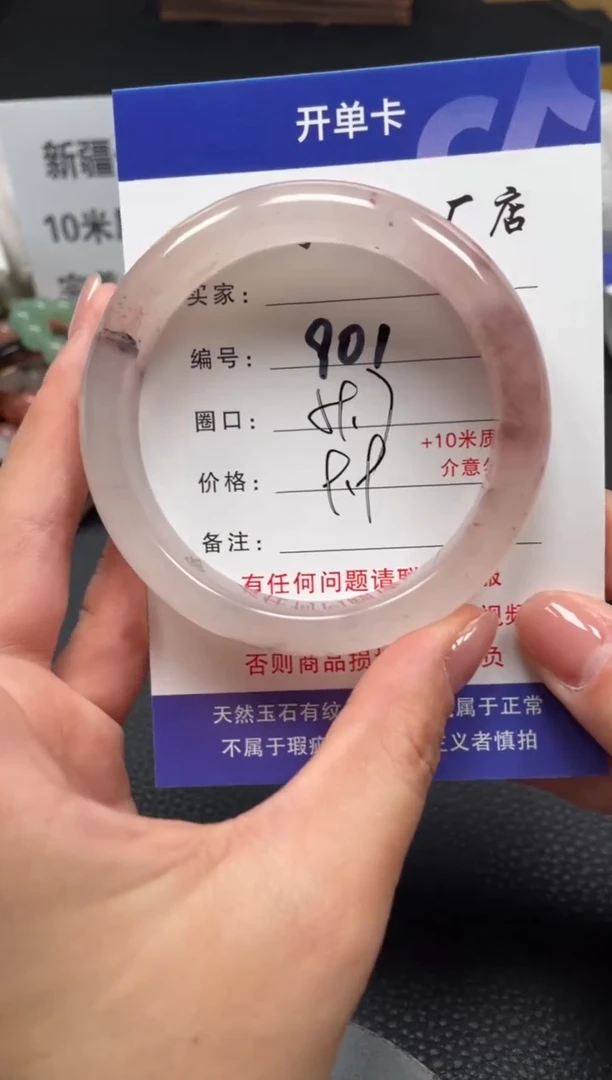 开单卡
厂店
新疆
10米
买家：
编号： 901
圈口：
+10米质
价格：
介意
备注：
有任何问题请联
视频
否则商品损 负
天然玉石有纹 属于正常
不属于瑕疵 主义者慎拍